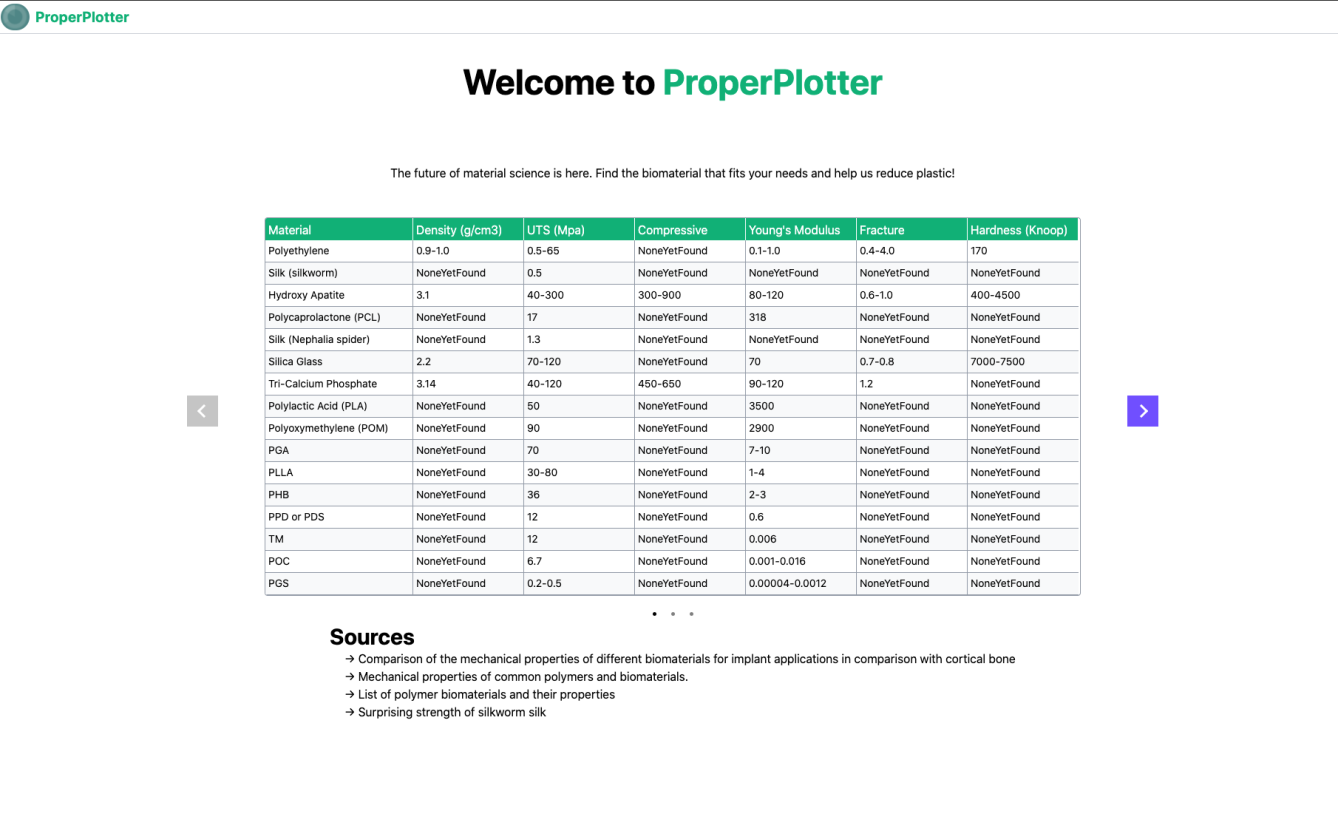 ProperPlotter
Welcome to ProperPlotter
The future of material science is here. Find the biomaterial that fits your needs and help us reduce plastic!
Material Density (g/cm3) UTS (Mpa) Compressive Young's Modulus Fracture Hardness (Knoop)
Polyethylene 0.9-1.0 0.5-65 NoneYetFound 0.1-1.0 0.4-4.0 170
Silk (silkworm) NoneYetFound 0.5 NoneYetFound NoneYetFound NoneYetFound NoneYetFound
Hydroxy Apatite 3.1 40-300 300-900 80-120 0.6-1.0 400-4500
Polycaprolactone (PCL) NoneYetFound 17 NoneYetFound 318 NoneYetFound NoneYetFound
Silk (Nephalia spider) NoneYetFound 1.3 NoneYetFound NoneYetFound NoneYetFound NoneYetFound
Silica Glass 2.2 70-120 NoneYetFound 70 0.7-0.8 7000-7500
Tri-Calcium Phosphate 3.14 40-120 450-650 90-120 1.2 NoneYetFound
Polylactic Acid (PLA) NoneYetFound 50 NoneYetFound 3500 NoneYetFound NoneYetFound
Polyoxymethylene (POM) NoneYetFound 90 NoneYetFound 2900 NoneYetFound NoneYetFound
PGA NoneYetFound 70 NoneYetFound 7-10 NoneYetFound NoneYetFound
PLLA NoneYetFound 30-80 NoneYetFound 1-4 NoneYetFound NoneYetFound
PHB NoneYetFound 36 NoneYetFound 2-3 NoneYetFound NoneYetFound
PPD or PDS NoneYetFound 12 NoneYetFound 0.6 NoneYetFound NoneYetFound
TM NoneYetFound 12 NoneYetFound 0.006 NoneYetFound NoneYetFound
POC NoneYetFound 6.7 NoneYetFound 0.001-0.016 NoneYetFound NoneYetFound
PGS NoneYetFound 0.2-0.5 NoneYetFound 0.00004-0.0012 NoneYetFound NoneYetFound
Sources
→ Comparison of the mechanical properties of different biomaterials for implant applications in comparison with cortical bone
→ Mechanical properties of common polymers and biomaterials.
→ List of polymer biomaterials and their properties
→ Surprising strength of silkworm silk